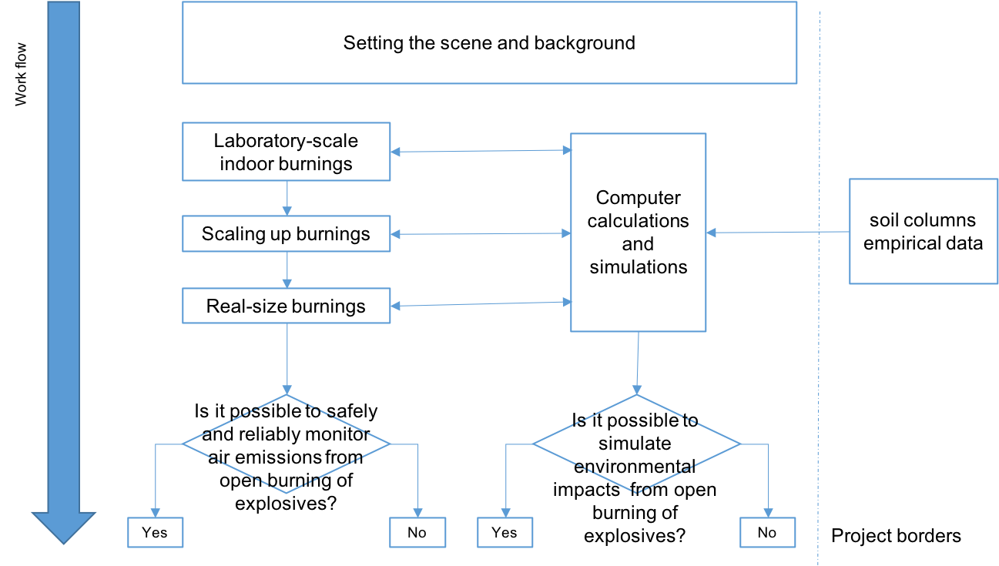 Work flow
Setting the scene and background
Laboratory-scale
indoor burnings
Scaling up burnings
Real-size burnings
Computer
calculations
and
simulations
soil columns
empirical data
Is it possible to safely
and reliably monitor
air emissions from
open burning of
explosives?
Yes
No
Is it possible to
simulate
environmental
impacts from open
burning of
explosives?
Yes
No
Project borders